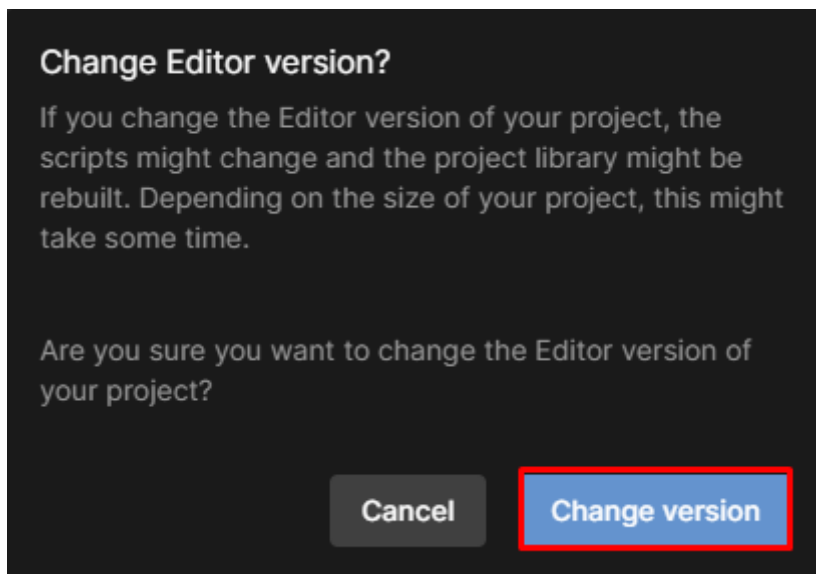 Change Editor version?
If you change the Editor version of your project, the
scripts might change and the project library might be
rebuilt. Depending on the size of your project, this might
take some time.
Are you sure you want to change the Editor version of
your project?
Cancel
Change version